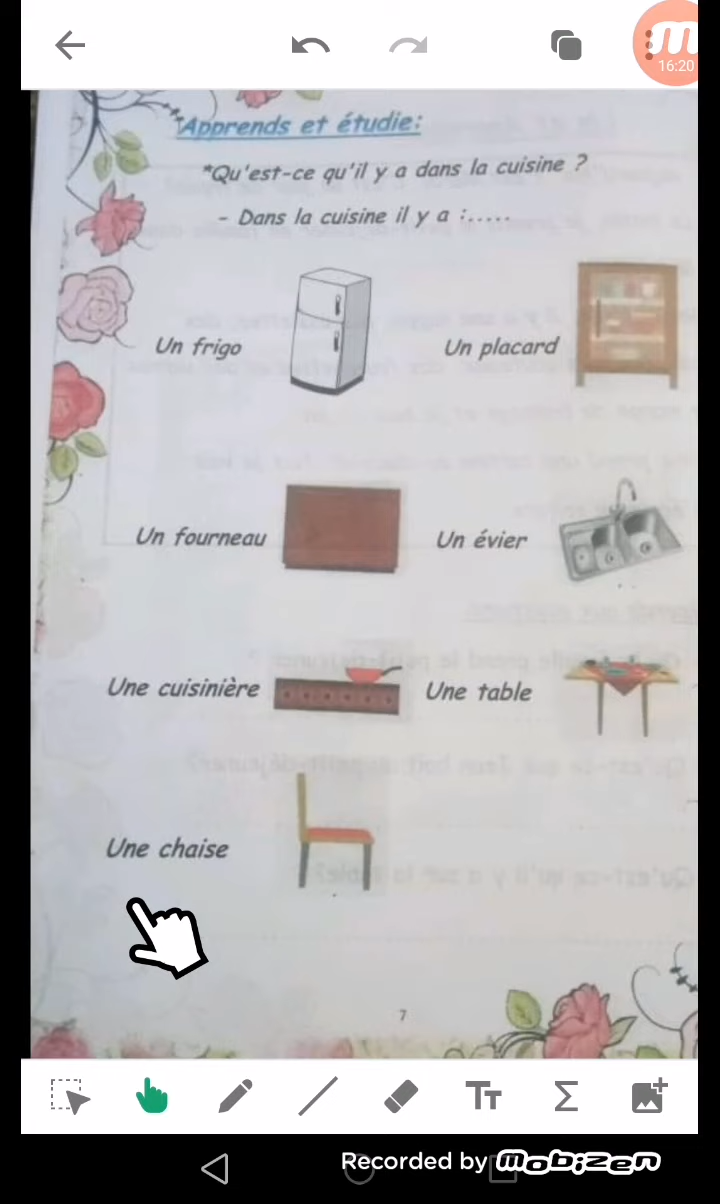 16:20
Apprends et étudie:
*Qu'est-ce qu'il y a dans la cuisine ?
- Dans la cuisine il y a :.....
Un frigo
Un placard
Un fourneau
Un évier
Une cuisinière
Une table
Une chaise
7
TT
Σ
Recorded by Mobizen